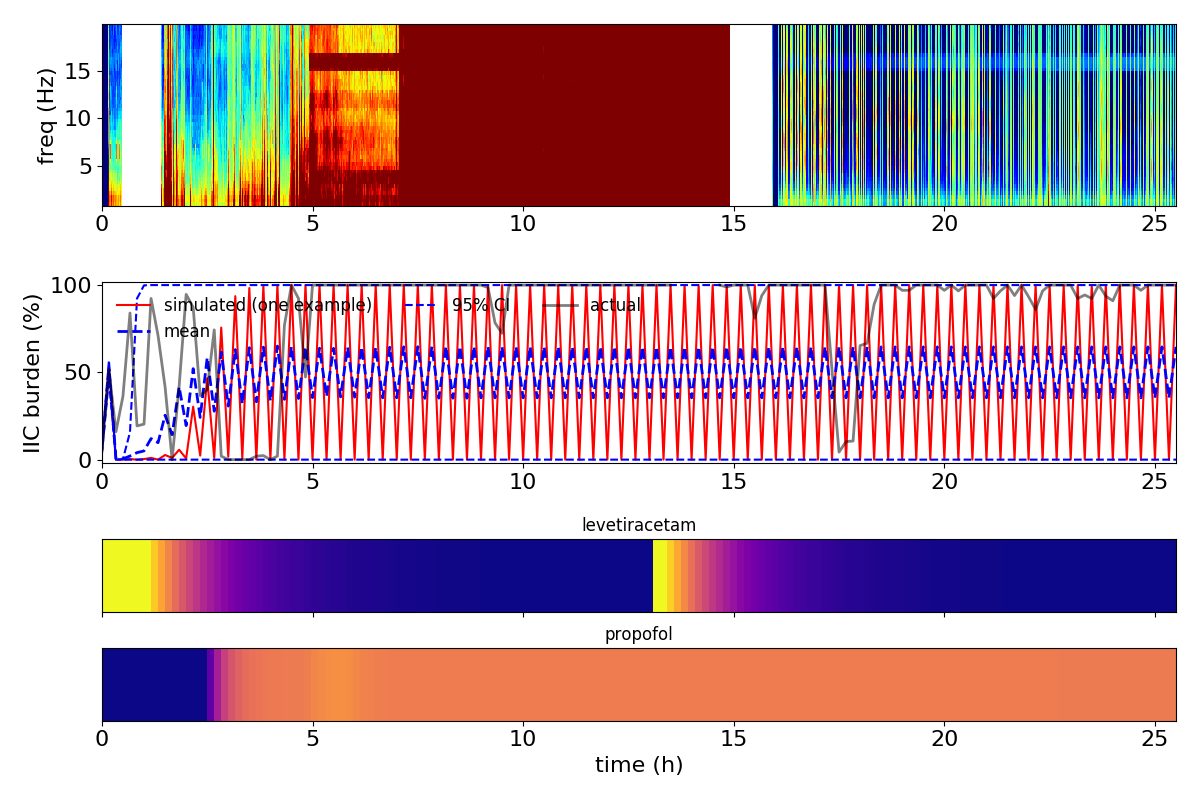 freq (Hz)
15
10
5
0 5 10 15 20 25
IIC burden (%)
100
50
0
simulated (one example)
mean
95% CI
actual
0 5 10 15 20 25
levetiracetam
propofol
0 5 10 15 20 25
time (h)